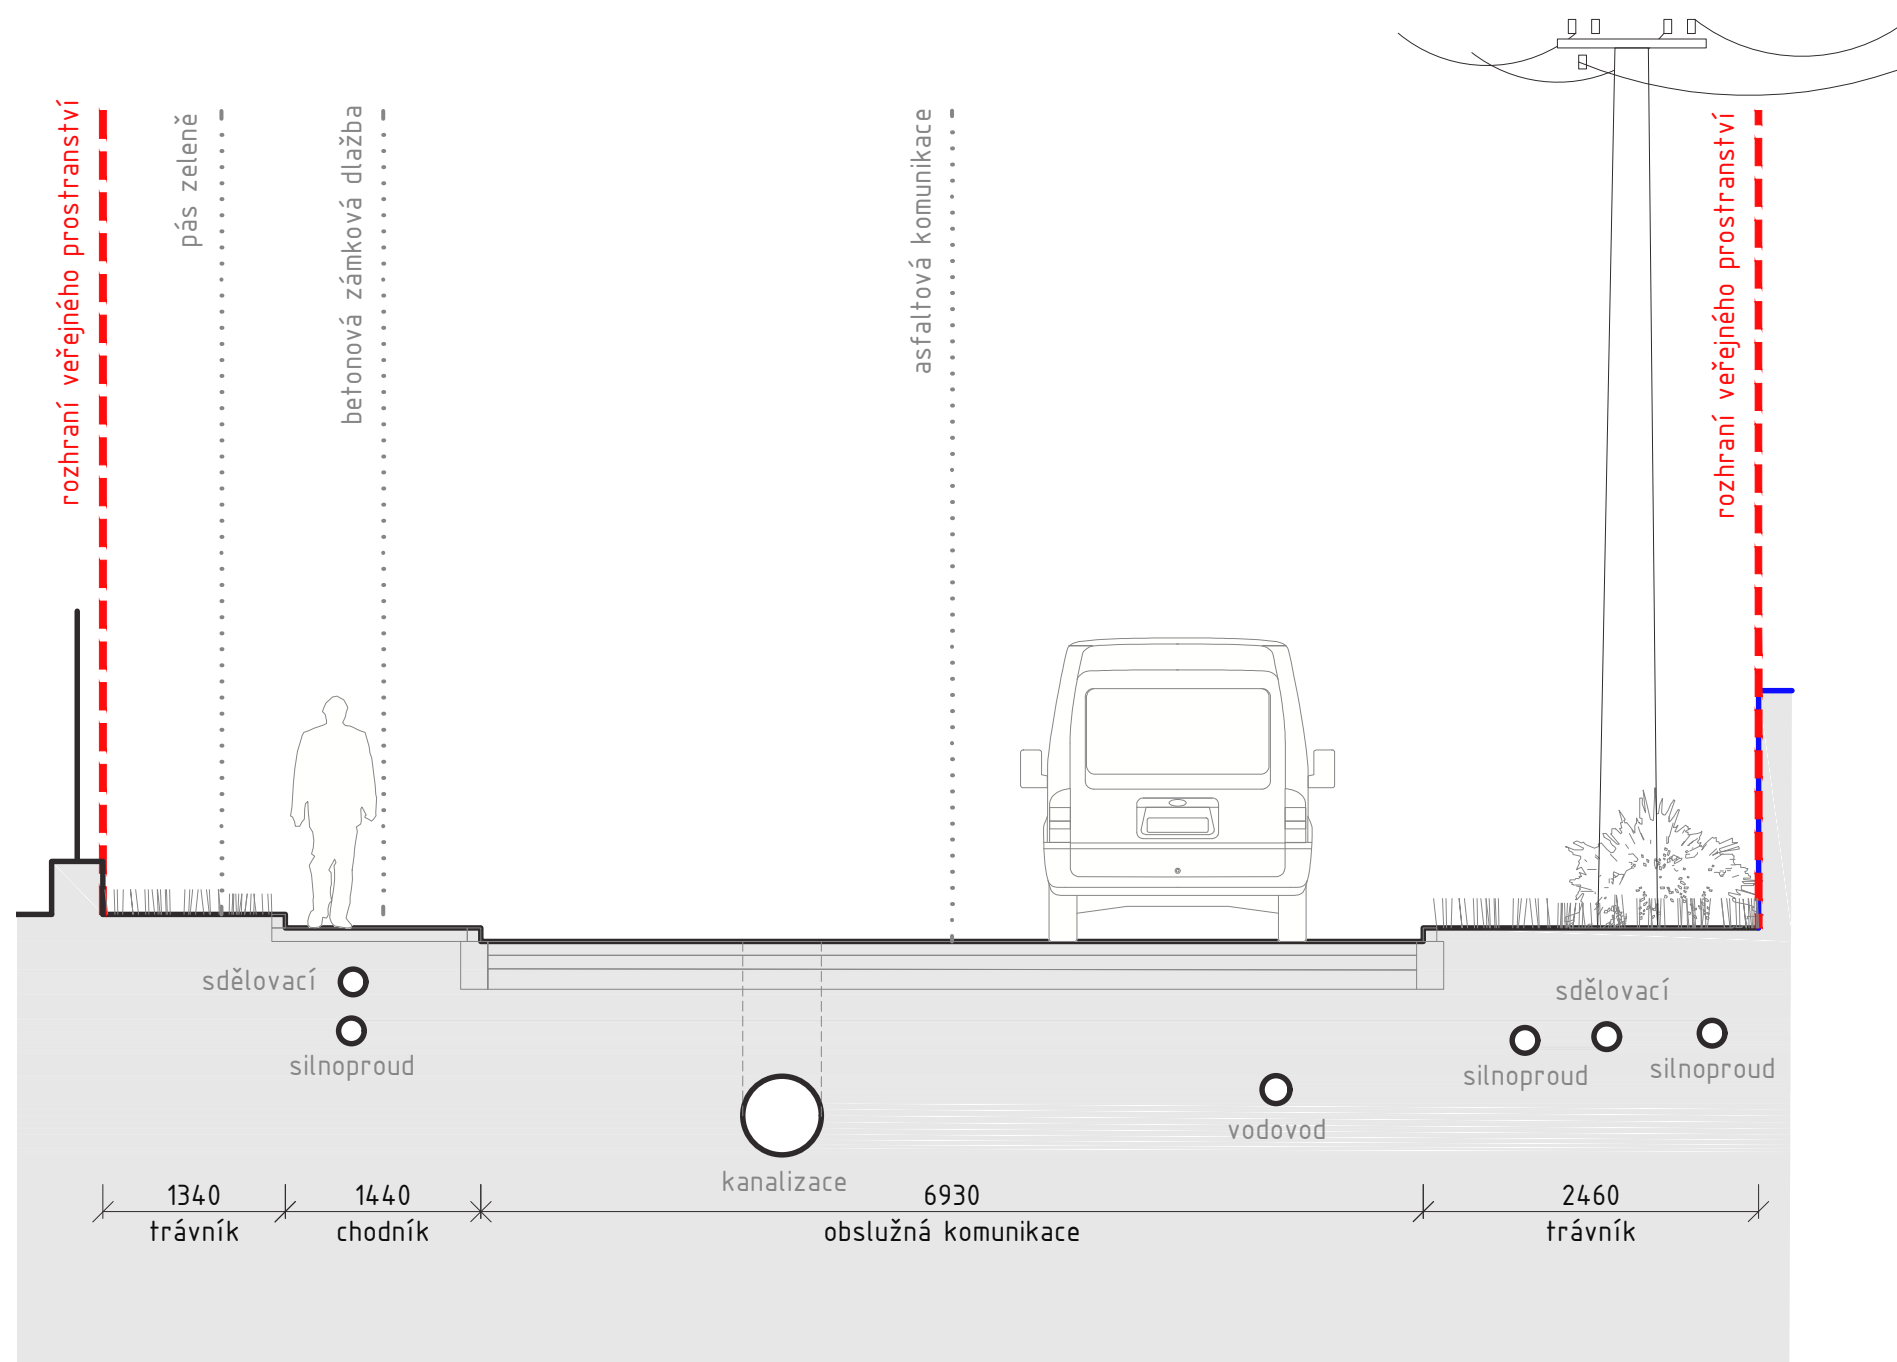 rozhraní veřejného prostranství
pás zeleně
betonová zámková dlažba
asfaltová komunikace
rozhraní veřejného prostranství
sdělovací
silnoproud
sdělovací
silnoproud
silnoproud
vodovod
kanalizace
1340
trávník
1440
chodník
6930
obslužná komunikace
2460
trávník